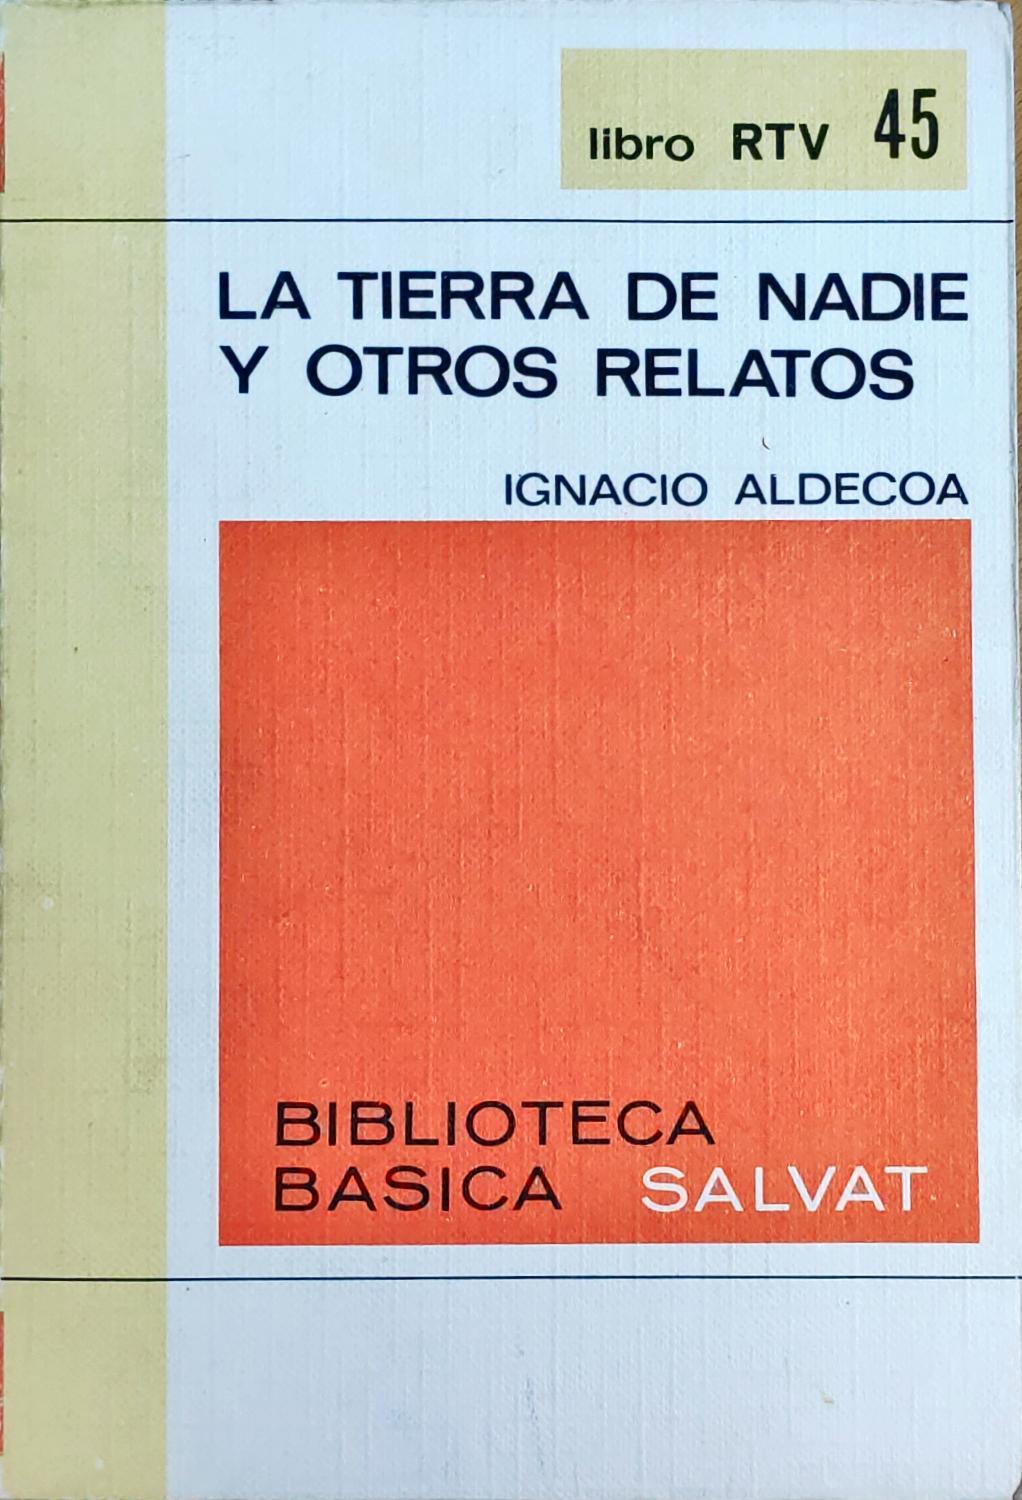 libro RTV 45
LA TIERRA DE NADIE
Y OTROS RELATOS
IGNACIO ALDECOA
BIBLIOTECA
BASICA SALVAT